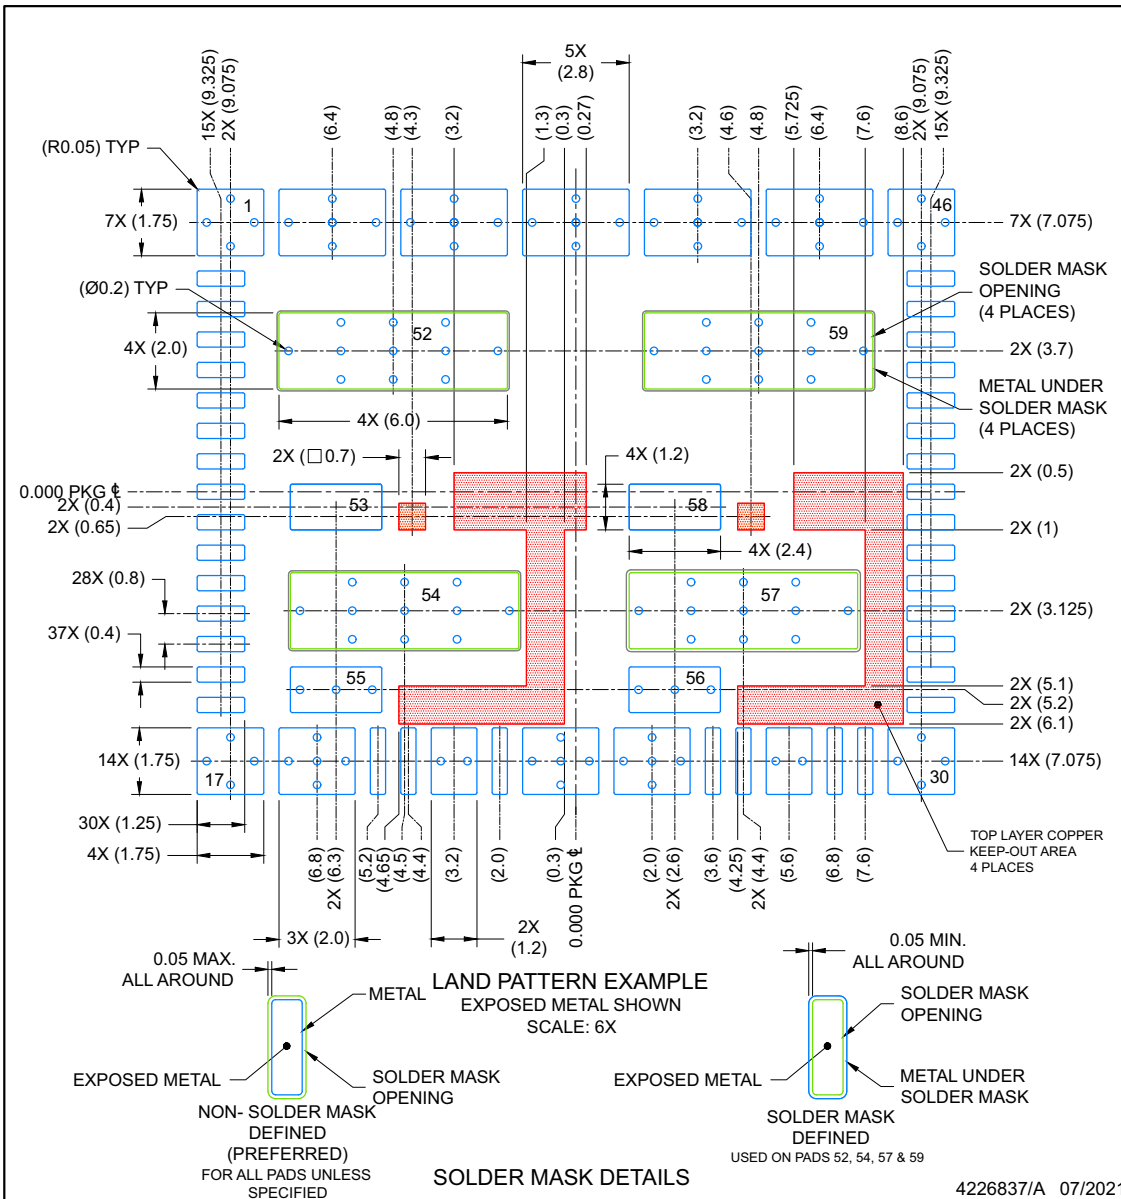 15X (9.325)
2X (9.075)
(6.4)
(4.8)
(4.3)
(3.2)
5X
(2.8)
(1.3)
(0.3)
(0.27)
(3.2)
(4.6)
(4.8)
(5.725)
(6.4)
(7.6)
(8.6)
2X (9.075)
15X (9.325)
(R0.05) TYP
1
46
7X (1.75)
7X (7.075)
(Ø0.2) TYP
SOLDER MASK
OPENING
(4 PLACES)
52
59
4X (2.0)
2X (3.7)
METAL UNDER
SOLDER MASK
(4 PLACES)
4X (6.0)
2X (□ 0.7)
4X (1.2)
2X (0.5)
0.000 PKG ℄
2X (0.4)
53
58
2X (0.65)
2X (1)
4X (2.4)
28X (0.8)
54
57
2X (3.125)
37X (0.4)
55
56
2X (5.1)
2X (5.2)
2X (6.1)
14X (1.75)
14X (7.075)
17
30
30X (1.25)
4X (1.75)
TOP LAYER COPPER
KEEP-OUT AREA
4 PLACES
(6.8)
2X (6.3)
(5.2)
(4.65)
(4.5)
(4.4)
(3.2)
(2.0)
(0.3)
0.000 PKG ℄
(2.0)
2X (2.6)
(3.6)
(4.25)
2X (4.4)
(5.6)
(6.8)
(7.6)
3X (2.0)
2X
(1.2)
0.05 MAX.
ALL AROUND
0.05 MIN.
ALL AROUND
LAND PATTERN EXAMPLE
EXPOSED METAL SHOWN
SCALE: 6X
METAL
SOLDER MASK
OPENING
EXPOSED METAL
SOLDER MASK
OPENING
EXPOSED METAL
METAL UNDER
SOLDER MASK
NON- SOLDER MASK
DEFINED
(PREFERRED)
FOR ALL PADS UNLESS
SPECIFIED
SOLDER MASK
DEFINED
USED ON PADS 52, 54, 57 & 59
SOLDER MASK DETAILS
4226837/A 07/2021